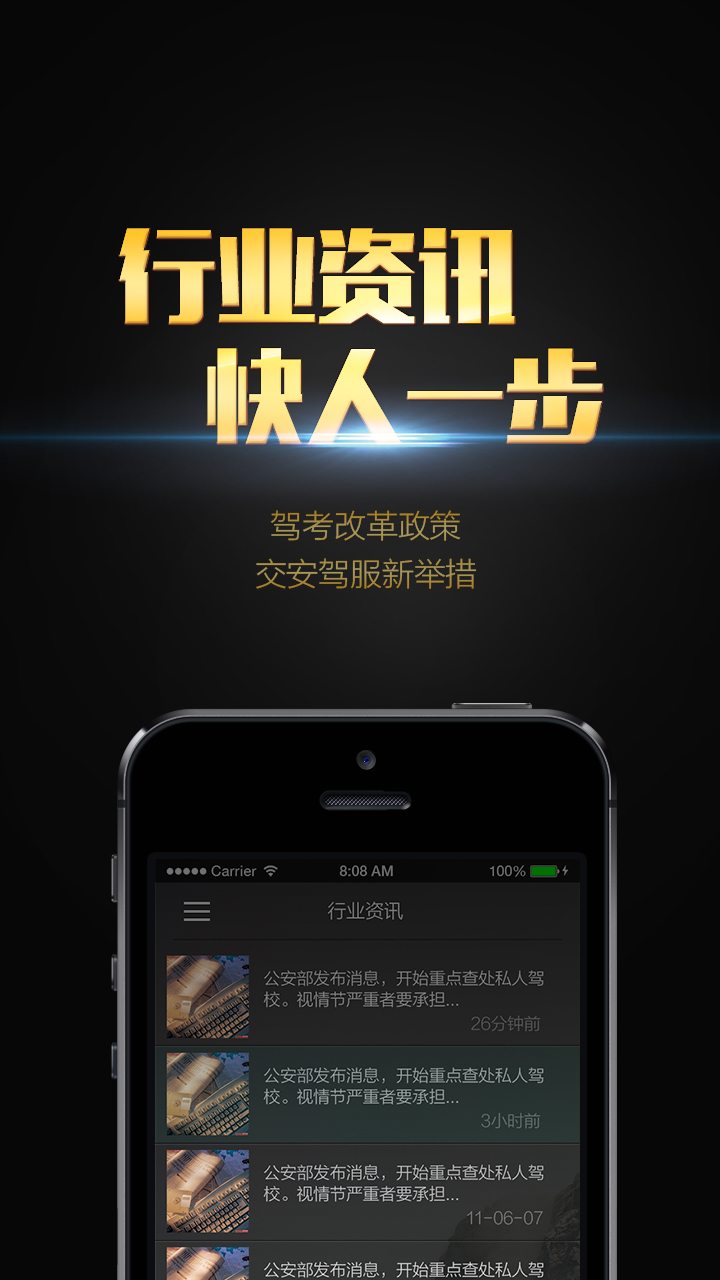 行业资讯
快人一步
驾考改革政策
交安驾服新举措
Carrier 8:08 AM 100%
行业资讯
公安部发布消息，开始重点查处私人驾
校。视情节严重者要承担...
26分钟前
公安部发布消息，开始重点查处私人驾
校。视情节严重者要承担...
3小时前
公安部发布消息，开始重点查处私人驾
校。视情节严重者要承担...
11-06-07
公安部发布消息，开始重点查处私人驾